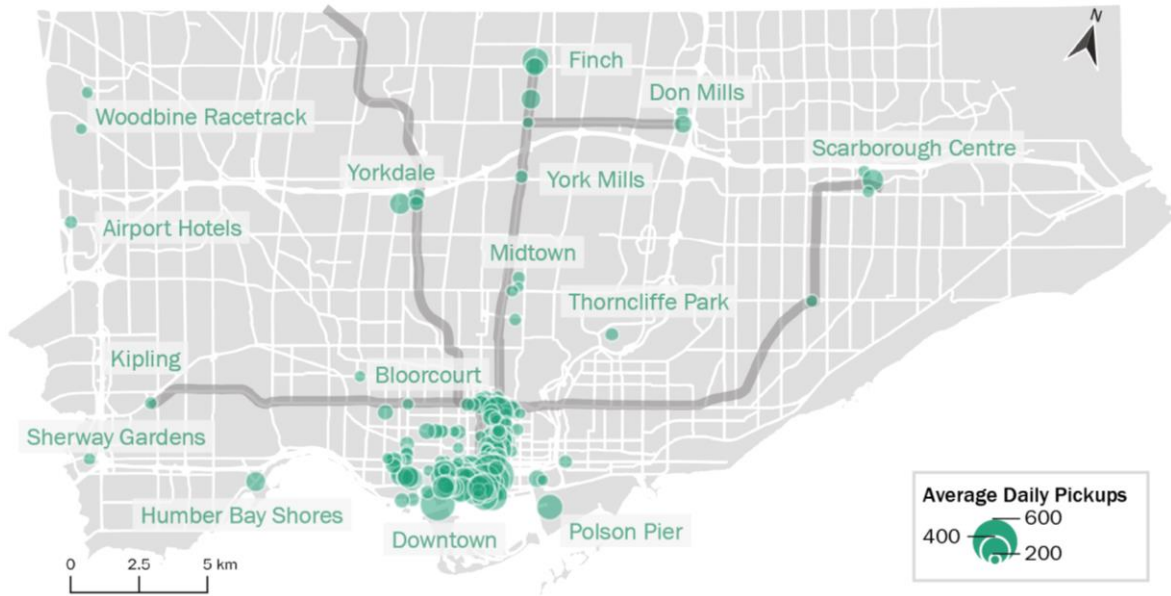 N
Finch
Don Mills
Woodbine Racetrack
Scarborough Centre
Yorkdale
York Mills
Airport Hotels
Midtown
Thorncliffe Park
Kipling
Bloorcourt
Sherway Gardens
Humber Bay Shores
Downtown
Polson Pier
Average Daily Pickups
600
400
200
0 2.5 5 km